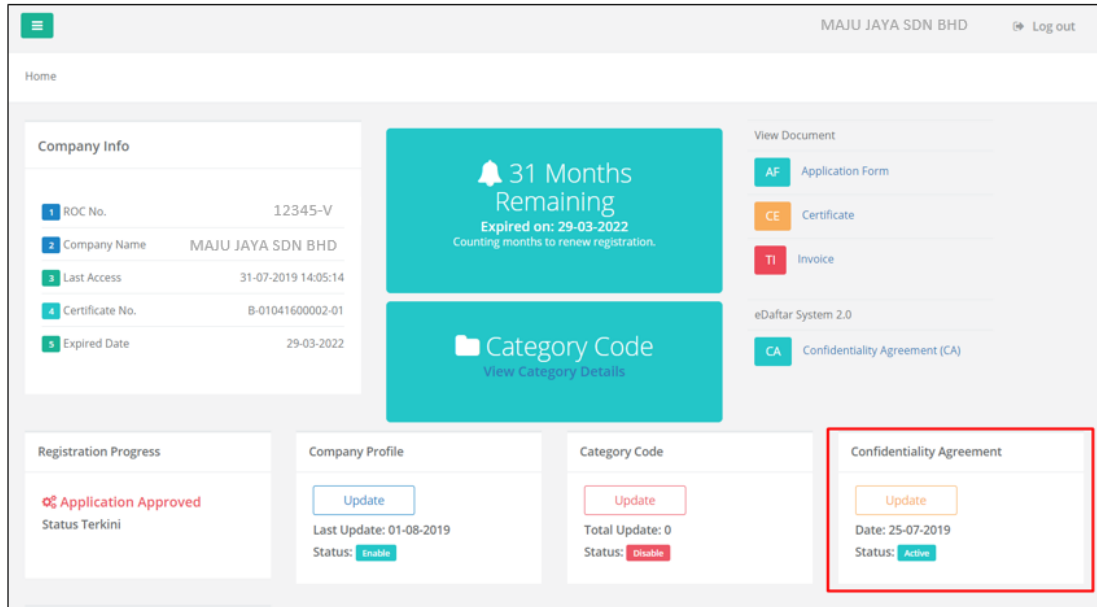 MAJU JAYA SDN BHD Log out
Home
Company Info
1 ROC No. 12345-V
2 Company Name MAJU JAYA SDN BHD
3 Last Access 31-07-2019 14:05:14
4 Certificate No. B-01041600002-01
5 Expired Date 29-03-2022
31 Months
Remaining
Expired on: 29-03-2022
Counting months to renew registration.
Category Code
View Category Details
View Document
AF Application Form
CE Certificate
TI Invoice
eDaftar System 2.0
CA Confidentiality Agreement (CA)
Registration Progress
Application Approved
Status Terkini
Company Profile
Update
Last Update: 01-08-2019
Status: Enable
Category Code
Update
Total Update: 0
Status: Disable
Confidentiality Agreement
Update
Date: 25-07-2019
Status: Active